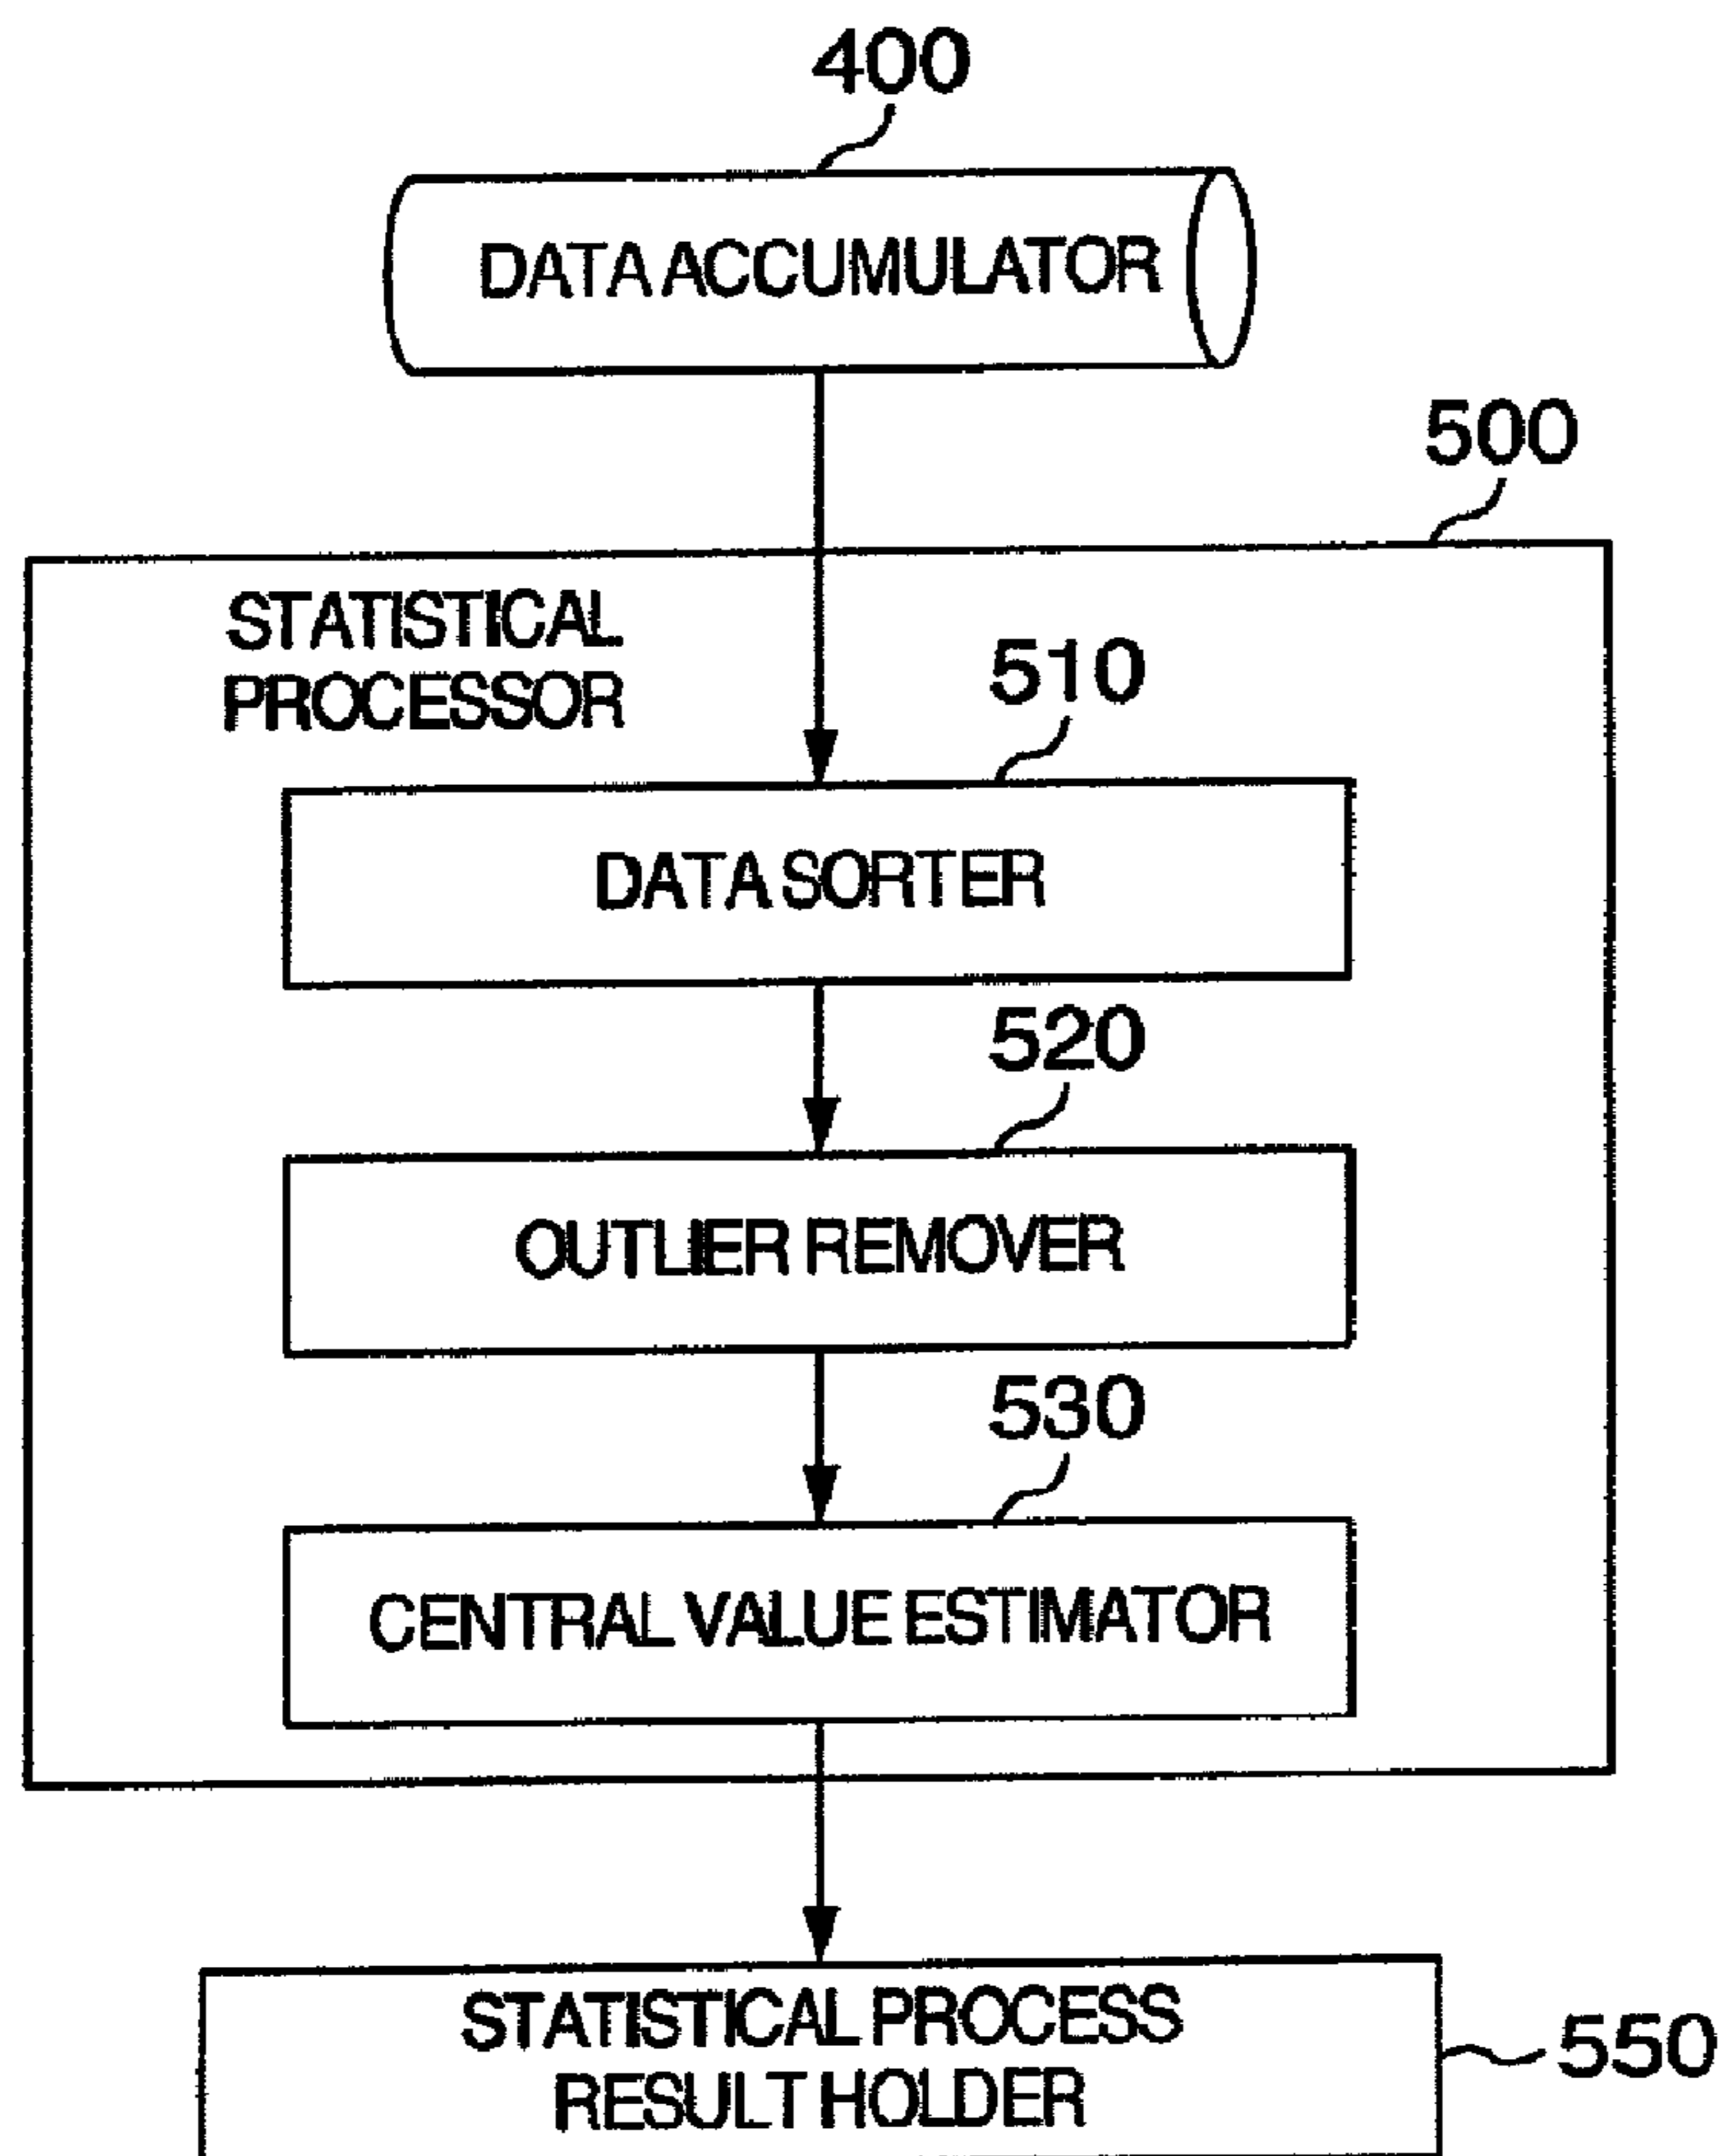 400
DATA ACCUMULATOR
500
STATISTICAL
PROCESSOR
510
DATA SORTER
520
OUTLIER REMOVER
530
CENTRAL VALUE ESTIMATOR
STATISTICAL PROCESS
RESULT HOLDER
550